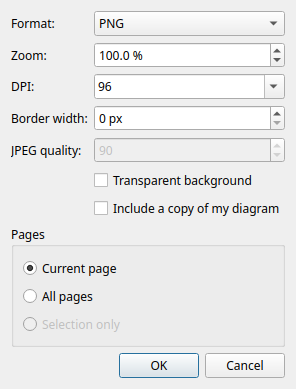 Format: PNG
Zoom: 100.0 %
DPI: 96
Border width: 0 px
JPEG quality: 90
Transparent background
Include a copy of my diagram
Pages
Current page
All pages
Selection only
OK Cancel